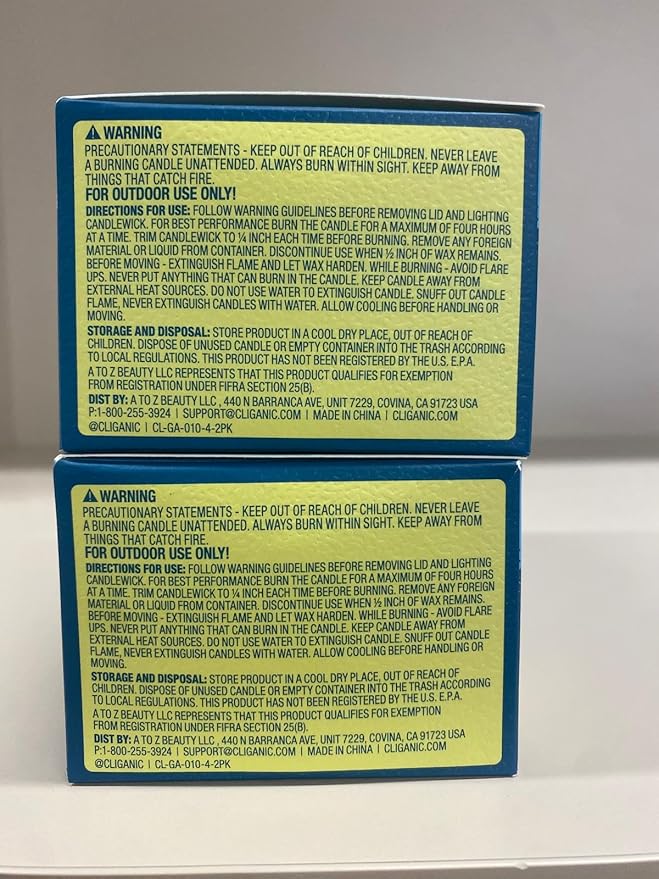 ⚠ WARNING
PRECAUTIONARY STATEMENTS - KEEP OUT OF REACH OF CHILDREN. NEVER LEAVE
A BURNING CANDLE UNATTENDED. ALWAYS BURN WITHIN SIGHT. KEEP AWAY FROM
THINGS THAT CATCH FIRE.
FOR OUTDOOR USE ONLY!
DIRECTIONS FOR USE: FOLLOW WARNING GUIDELINES BEFORE REMOVING LID AND LIGHTING
CANDLEWICK. FOR BEST PERFORMANCE BURN THE CANDLE FOR A MAXIMUM OF FOUR HOURS
AT A TIME. TRIM CANDLEWICK TO ¼ INCH EACH TIME BEFORE BURNING. REMOVE ANY FOREIGN
MATERIAL OR LIQUID FROM CONTAINER. DISCONTINUE USE WHEN ½ INCH OF WAX REMAINS.
BEFORE MOVING - EXTINGUISH FLAME AND LET WAX HARDEN. WHILE BURNING - AVOID FLARE
UPS. NEVER PUT ANYTHING THAT CAN BURN IN THE CANDLE. KEEP CANDLE AWAY FROM
EXTERNAL HEAT SOURCES. DO NOT USE WATER TO EXTINGUISH CANDLE. SNUFF OUT CANDLE
FLAME, NEVER EXTINGUISH CANDLES WITH WATER. ALLOW COOLING BEFORE HANDLING OR
MOVING.
STORAGE AND DISPOSAL: STORE PRODUCT IN A COOL DRY PLACE, OUT OF REACH OF
CHILDREN. DISPOSE OF UNUSED CANDLE OR EMPTY CONTAINER INTO THE TRASH ACCORDING
TO LOCAL REGULATIONS. THIS PRODUCT HAS NOT BEEN REGISTERED BY THE U.S. E.P.A.
A TO Z BEAUTY LLC REPRESENTS THAT THIS PRODUCT QUALIFIES FOR EXEMPTION
FROM REGISTRATION UNDER FIFRA SECTION 25(B).
DIST BY: A TO Z BEAUTY LLC , 440 N BARRANCA AVE, UNIT 7229, COVINA, CA 91723 USA
P:1-800-255-3924 | SUPPORT@CLIGANIC.COM | MADE IN CHINA | CLIGANIC.COM
@CLIGANIC | CL-GA-010-4-2PK
⚠ WARNING
PRECAUTIONARY STATEMENTS - KEEP OUT OF REACH OF CHILDREN. NEVER LEAVE
A BURNING CANDLE UNATTENDED. ALWAYS BURN WITHIN SIGHT. KEEP AWAY FROM
THINGS THAT CATCH FIRE.
FOR OUTDOOR USE ONLY!
DIRECTIONS FOR USE: FOLLOW WARNING GUIDELINES BEFORE REMOVING LID AND LIGHTING
CANDLEWICK. FOR BEST PERFORMANCE BURN THE CANDLE FOR A MAXIMUM OF FOUR HOURS
AT A TIME. TRIM CANDLEWICK TO ¼ INCH EACH TIME BEFORE BURNING. REMOVE ANY FOREIGN
MATERIAL OR LIQUID FROM CONTAINER. DISCONTINUE USE WHEN ½ INCH OF WAX REMAINS.
BEFORE MOVING - EXTINGUISH FLAME AND LET WAX HARDEN. WHILE BURNING - AVOID FLARE
UPS. NEVER PUT ANYTHING THAT CAN BURN IN THE CANDLE. KEEP CANDLE AWAY FROM
EXTERNAL HEAT SOURCES. DO NOT USE WATER TO EXTINGUISH CANDLE. SNUFF OUT CANDLE
FLAME, NEVER EXTINGUISH CANDLES WITH WATER. ALLOW COOLING BEFORE HANDLING OR
MOVING.
STORAGE AND DISPOSAL: STORE PRODUCT IN A COOL DRY PLACE, OUT OF REACH OF
CHILDREN. DISPOSE OF UNUSED CANDLE OR EMPTY CONTAINER INTO THE TRASH ACCORDING
TO LOCAL REGULATIONS. THIS PRODUCT HAS NOT BEEN REGISTERED BY THE U.S. E.P.A.
A TO Z BEAUTY LLC REPRESENTS THAT THIS PRODUCT QUALIFIES FOR EXEMPTION
FROM REGISTRATION UNDER FIFRA SECTION 25(B).
DIST BY: A TO Z BEAUTY LLC , 440 N BARRANCA AVE, UNIT 7229, COVINA, CA 91723 USA
P:1-800-255-3924 | SUPPORT@CLIGANIC.COM | MADE IN CHINA | CLIGANIC.COM
@CLIGANIC | CL-GA-010-4-2PK